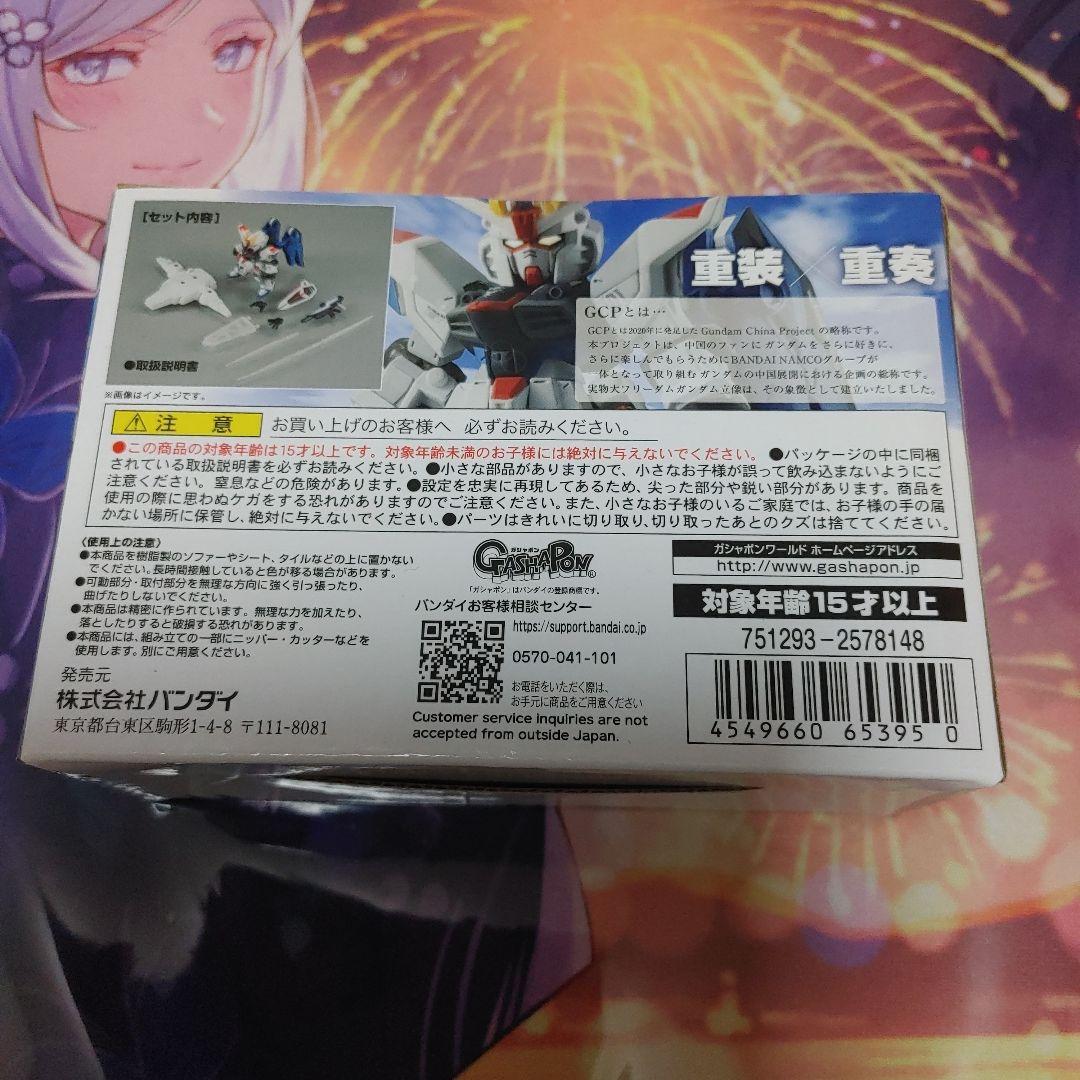 [セット内容]
●取扱説明書
※画像はイメージです。
重装×重奏
GCPとは…
GCPとは2020年に発足した Gundam China Project の略称です。
本プロジェクトは、中国のファンにガンダムを さらに好きに、
さらに楽しんでもらうためにBANDAI NAMCOグループが
一体となって取り組むガンダムの中国展開における企画の総称です。
実物大フリーダムガンダム立像は、その象徴として建立いたしました。
注 意 お買い上げのお客様へ 必ずお読みください。
●この商品の対象年齢は15才以上です。対象年齢未満のお子様には絶対に与えないでください。 ●パッケージの中に同梱
されている取扱説明書を必ずお読みください。●小さな部品がありますので、小さなお子様が誤って飲み込まないようにご
注意ください。窒息などの危険があります。●設定を忠実に再現してあるため、尖った部分や鋭い部分があります。商品を
使用の際に思わぬケガをする恐れがありますのでご注意ください。また、小さなお子様のいるご家庭では、お子様の手の届
かない場所に保管し、絶対に与えないでください。●パーツはきれいに切り取り、切り取ったあとのクズは捨ててください。
〈使用上の注意〉
●本商品を樹脂製のソファーやシート、タイルなどの上に置かない
でください。長時間接触していると色が移る場合があります。
●可動部分・取付部分を無理な方向に強く引っ張ったり、
曲げたりしないでください。
●本商品は精密に作られています。無理な力を加えたり、
落としたりすると破損する恐れがあります。
●本商品には、組み立ての一部にニッパー・カッターなどを
使用します。別にご用意ください。
発売元
株式会社バンダイ
東京都台東区駒形1-4-8 〒111-8081
ガシャポン
GASHAPON®
「ガシャポン」はバンダイの登録商標です。
バンダイお客様相談センター
https://support.bandai.co.jp
0570-041-101
お電話をいただく際は、
お手元に商品をご用意ください
Customer service inquiries are not
accepted from outside Japan.
ガシャポンワールド ホームページアドレス
http://www.gashapon.jp
対象年齢15才以上
751293-2578148
4549660 65395 0